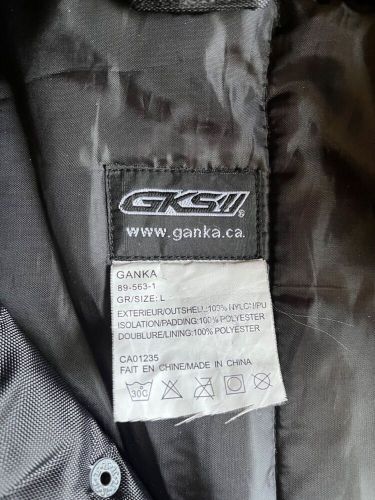 GKS ®
www.ganka.ca
GANKA
89-563-1
GR/SIZE: L
EXTERIEUR/OUTSHELL:100% NYLON/PU
ISOLATION/PADDING:100% POLYESTER
DOUBLURE/LINING:100% POLYESTER
CA01235
FAIT EN CHINE/MADE IN CHINA
30C